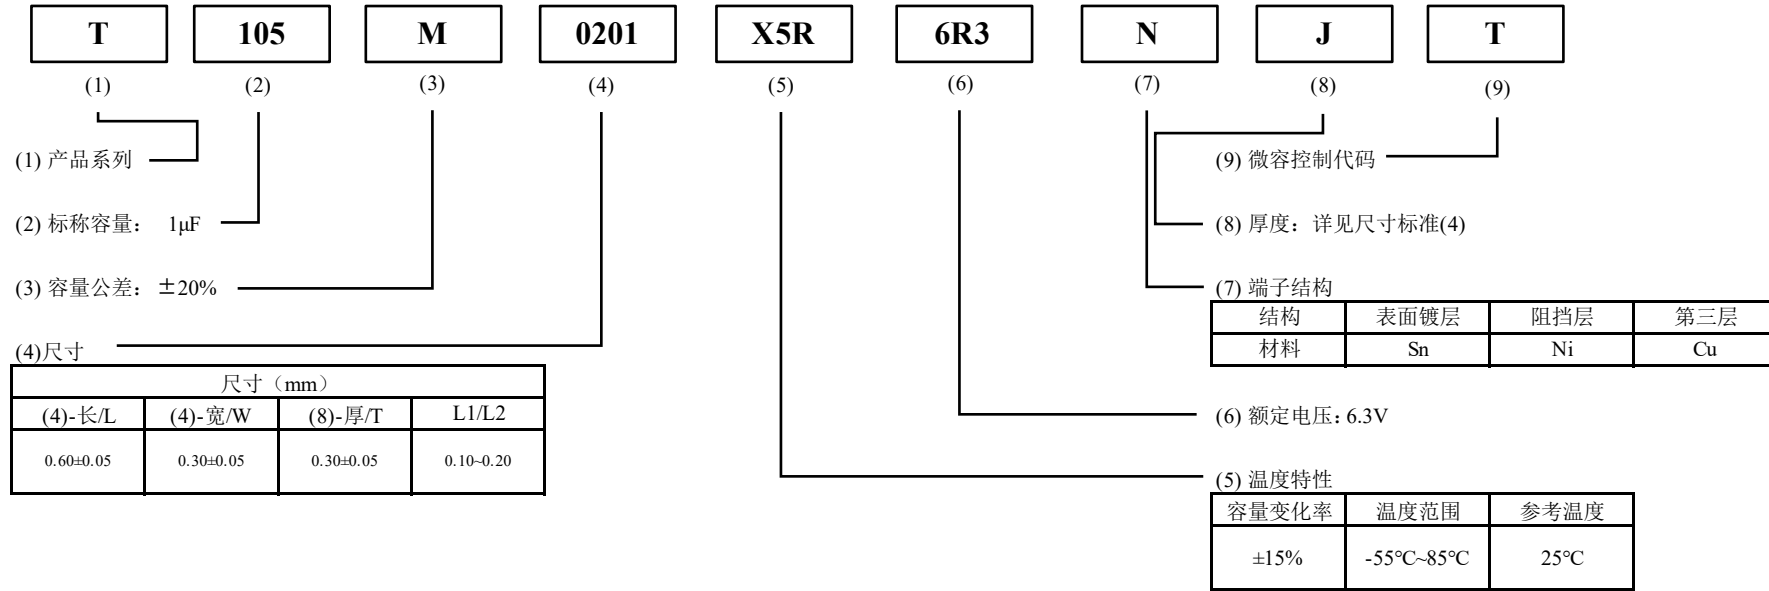 T 105 M 0201 X5R 6R3 N J T
(1) (2) (3) (4) (5) (6) (7) (8) (9)
(1) 产品系列
(2) 标称容量： 1μF
(3) 容量公差：±20%
(4)尺寸
尺寸（mm）
(4)-长/L (4)-宽/W (8)-厚/T L1/L2
0.60±0.05 0.30±0.05 0.30±0.05 0.10~0.20
(9) 微容控制代码
(8) 厚度：详见尺寸标准(4)
(7) 端子结构
结构 表面镀层 阻挡层 第三层
材料 Sn Ni Cu
(6) 额定电压：6.3V
(5) 温度特性
容量变化率 温度范围 参考温度
±15% -55℃~85℃ 25℃